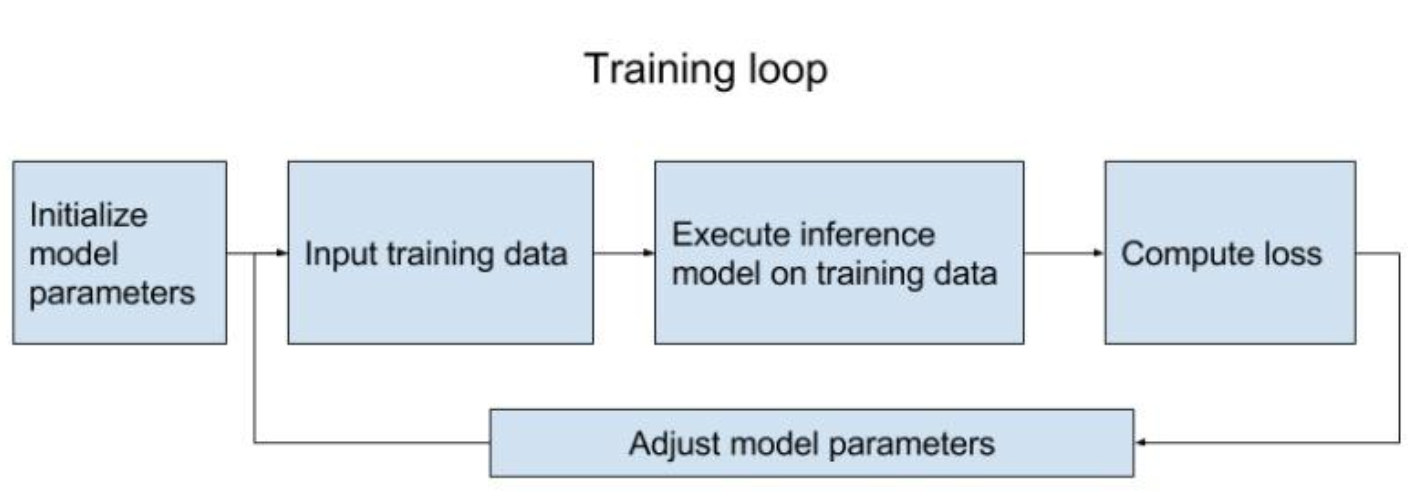 Training loop
Initialize
model
parameters
Input training data
Execute inference
model on training data
Compute loss
Adjust model parameters